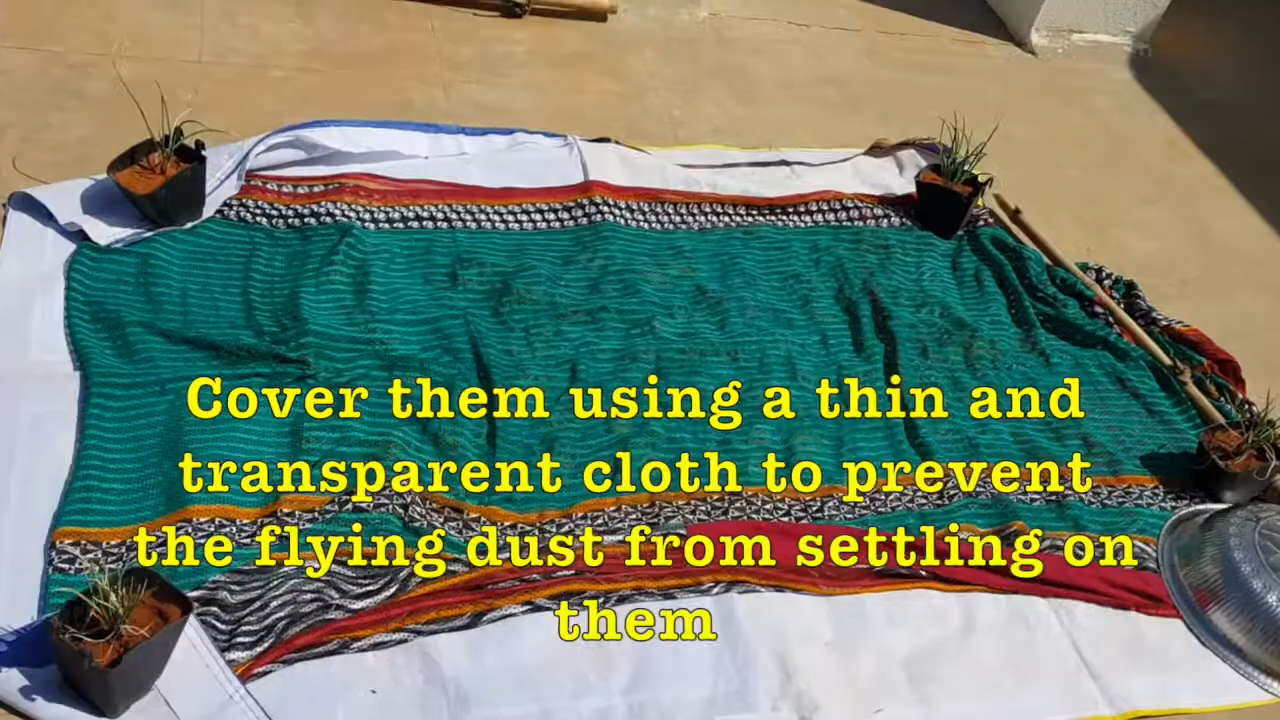 Cover them using a thin and
transparent cloth to prevent
the flying dust from settling on
them